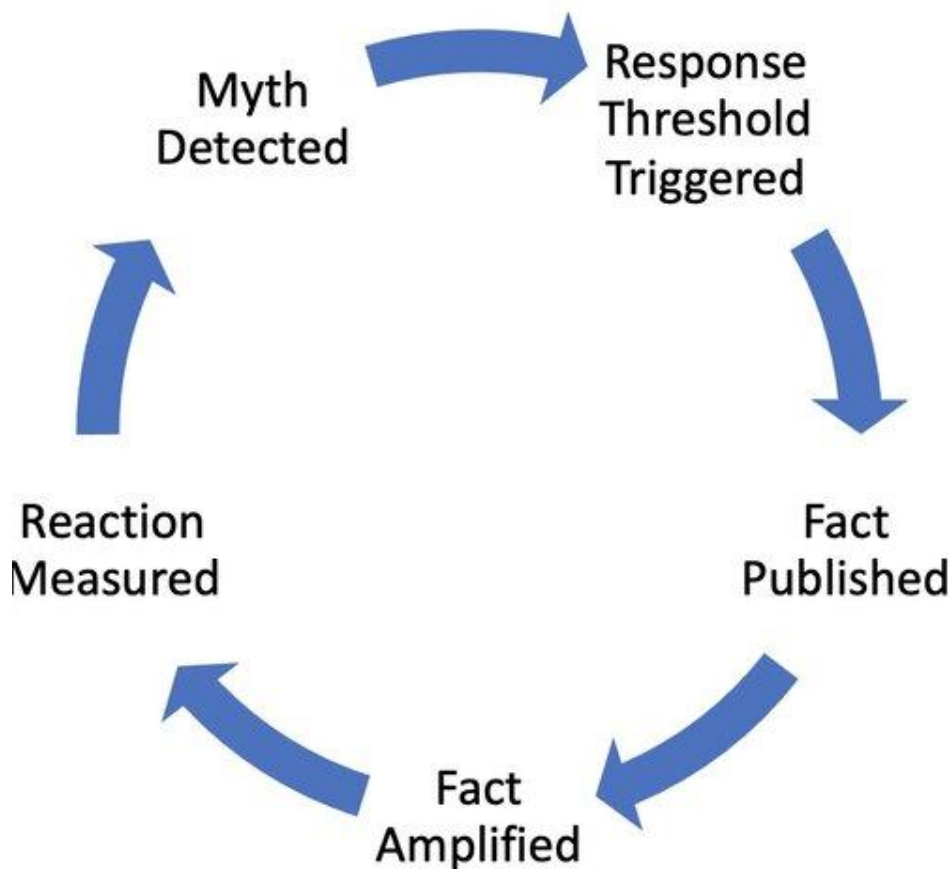 Myth
Detected
Response
Threshold
Triggered
Fact
Published
Fact
Amplified
Reaction
Measured